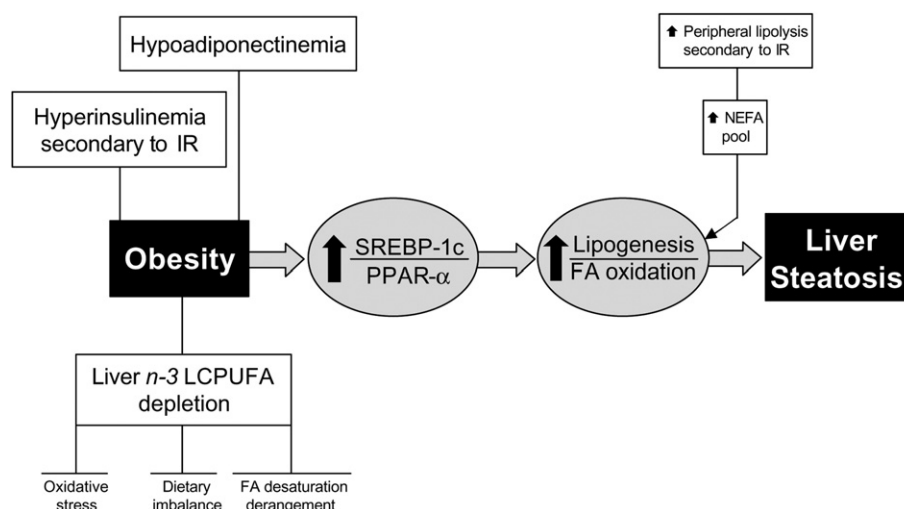 Hypoadiponectinemia
Hyperinsulinemia
secondary to IR
⬆ Peripheral lipolysis
secondary to IR
⬆ NEFA
pool
Obesity
SREBP-1c
PPAR-α
Lipogenesis
FA oxidation
Liver
Steatosis
Liver n-3 LCPUFA
depletion
Oxidative
stress
Dietary
imbalance
FA desaturation
derangement